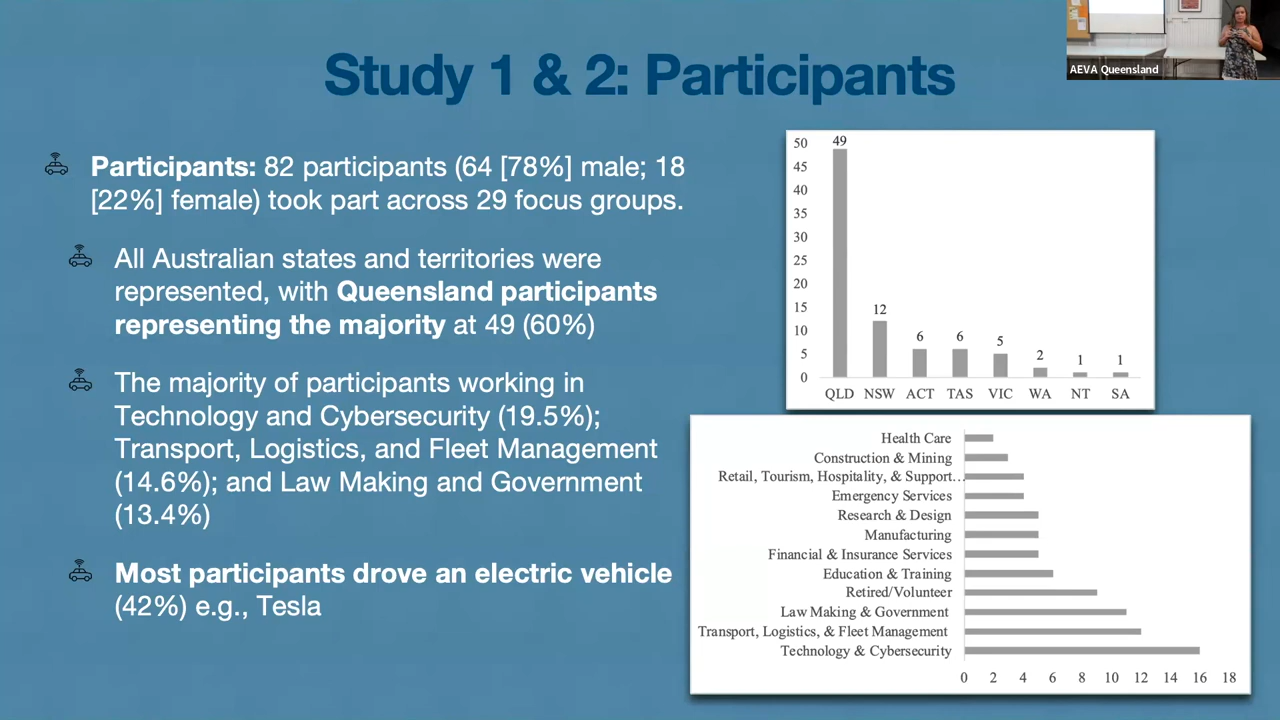 Study 1 & 2: Participants
AEVA Queensland
Participants: 82 participants (64 [78%] male; 18
[22%] female) took part across 29 focus groups.
All Australian states and territories were
represented, with Queensland participants
representing the majority at 49 (60%)
The majority of participants working in
Technology and Cybersecurity (19.5%);
Transport, Logistics, and Fleet Management
(14.6%); and Law Making and Government
(13.4%)
Most participants drove an electric vehicle
(42%) e.g., Tesla
50
45
40
35
30
25
20
15
10
5
0
49
12
6
6
5
2
1
1
QLD NSW ACT TAS VIC WA NT SA
Health Care
Construction & Mining
Retail, Tourism, Hospitality, & Support…
Emergency Services
Research & Design
Manufacturing
Financial & Insurance Services
Education & Training
Retired/Volunteer
Law Making & Government
Transport, Logistics, & Fleet Management
Technology & Cybersecurity
0 2 4 6 8 10 12 14 16 18